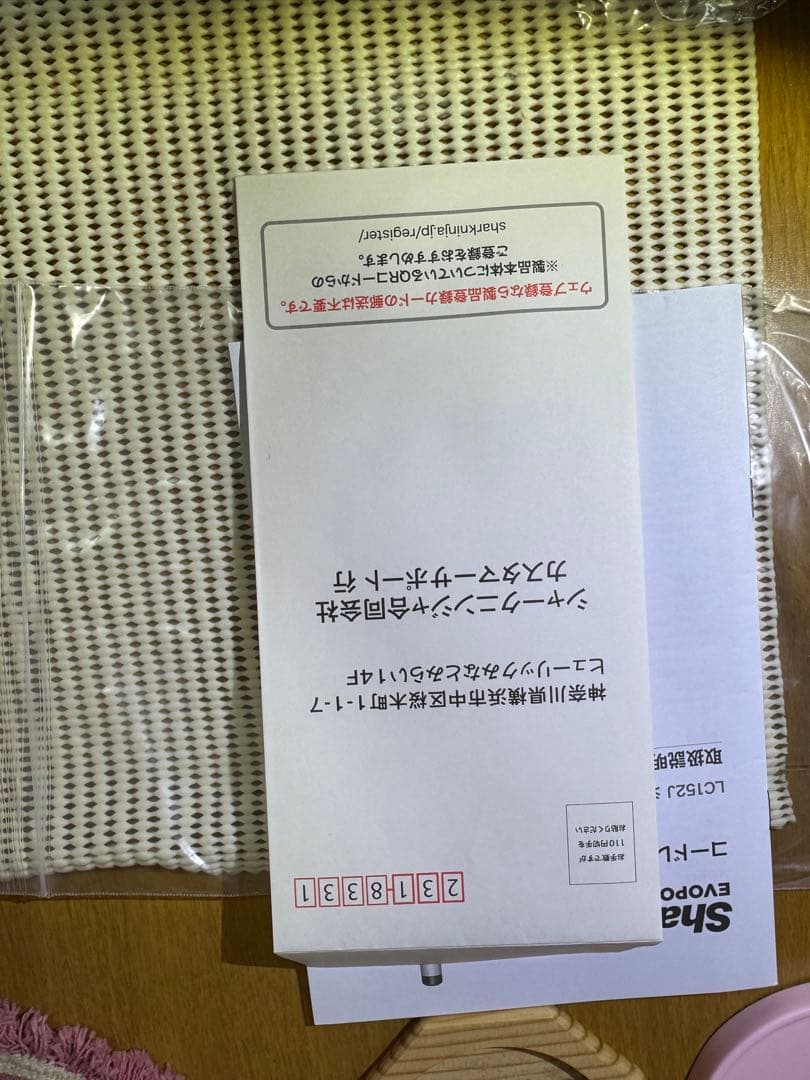 231-8331
お手数ですが
110円切手を
お貼りください
神奈川県横浜市中区桜木町1-1-7
ヒューリックみなとみらい14F
シャークニンジャ合同会社
カスタマーサポート 行
ウェブ登録なら製品登録カードの郵送は不要です。
※製品本体についているQRコードからの
ご登録をおすすめします。
sharkninja.jp/register/
Sha
EVOPO
コードレ
LC152J
取扱説明